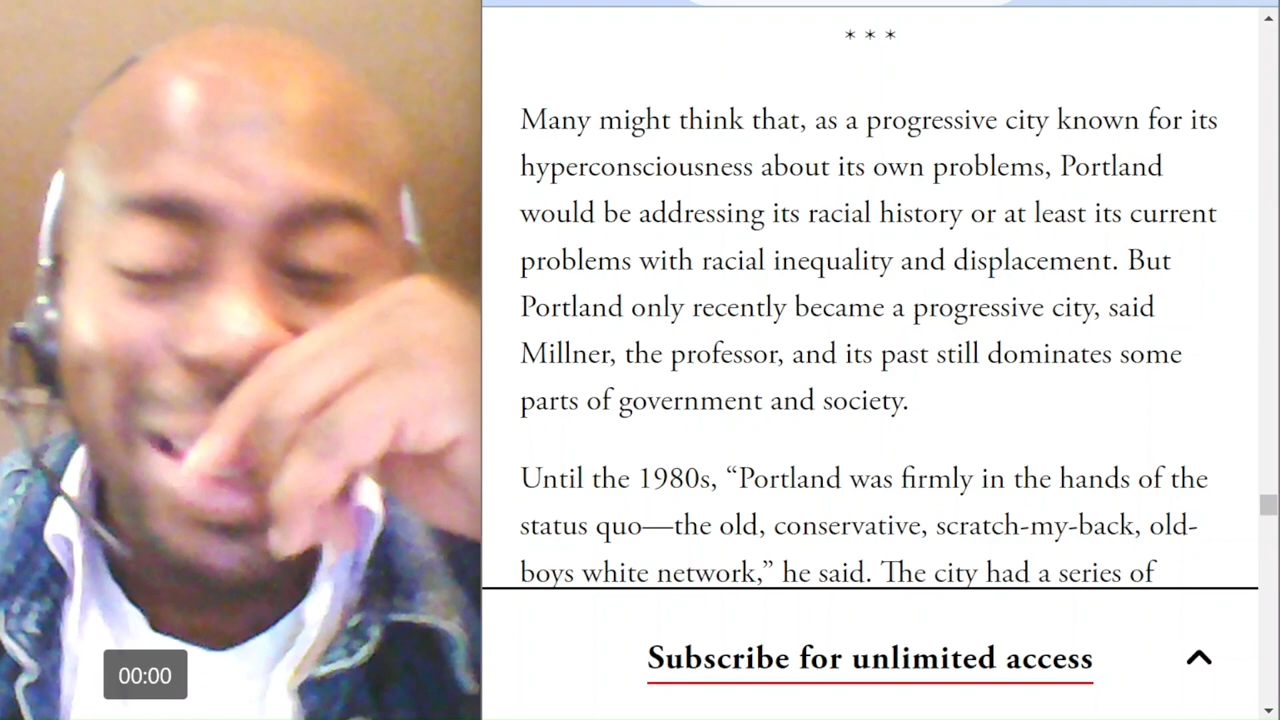 * * *
Many might think that, as a progressive city known for its
hyperconsciousness about its own problems, Portland
would be addressing its racial history or at least its current
problems with racial inequality and displacement. But
Portland only recently became a progressive city, said
Millner, the professor, and its past still dominates some
parts of government and society.
Until the 1980s, “Portland was firmly in the hands of the
status quo—the old, conservative, scratch-my-back, old-
boys white network,” he said. The city had a series of
Subscribe for unlimited access
00:00